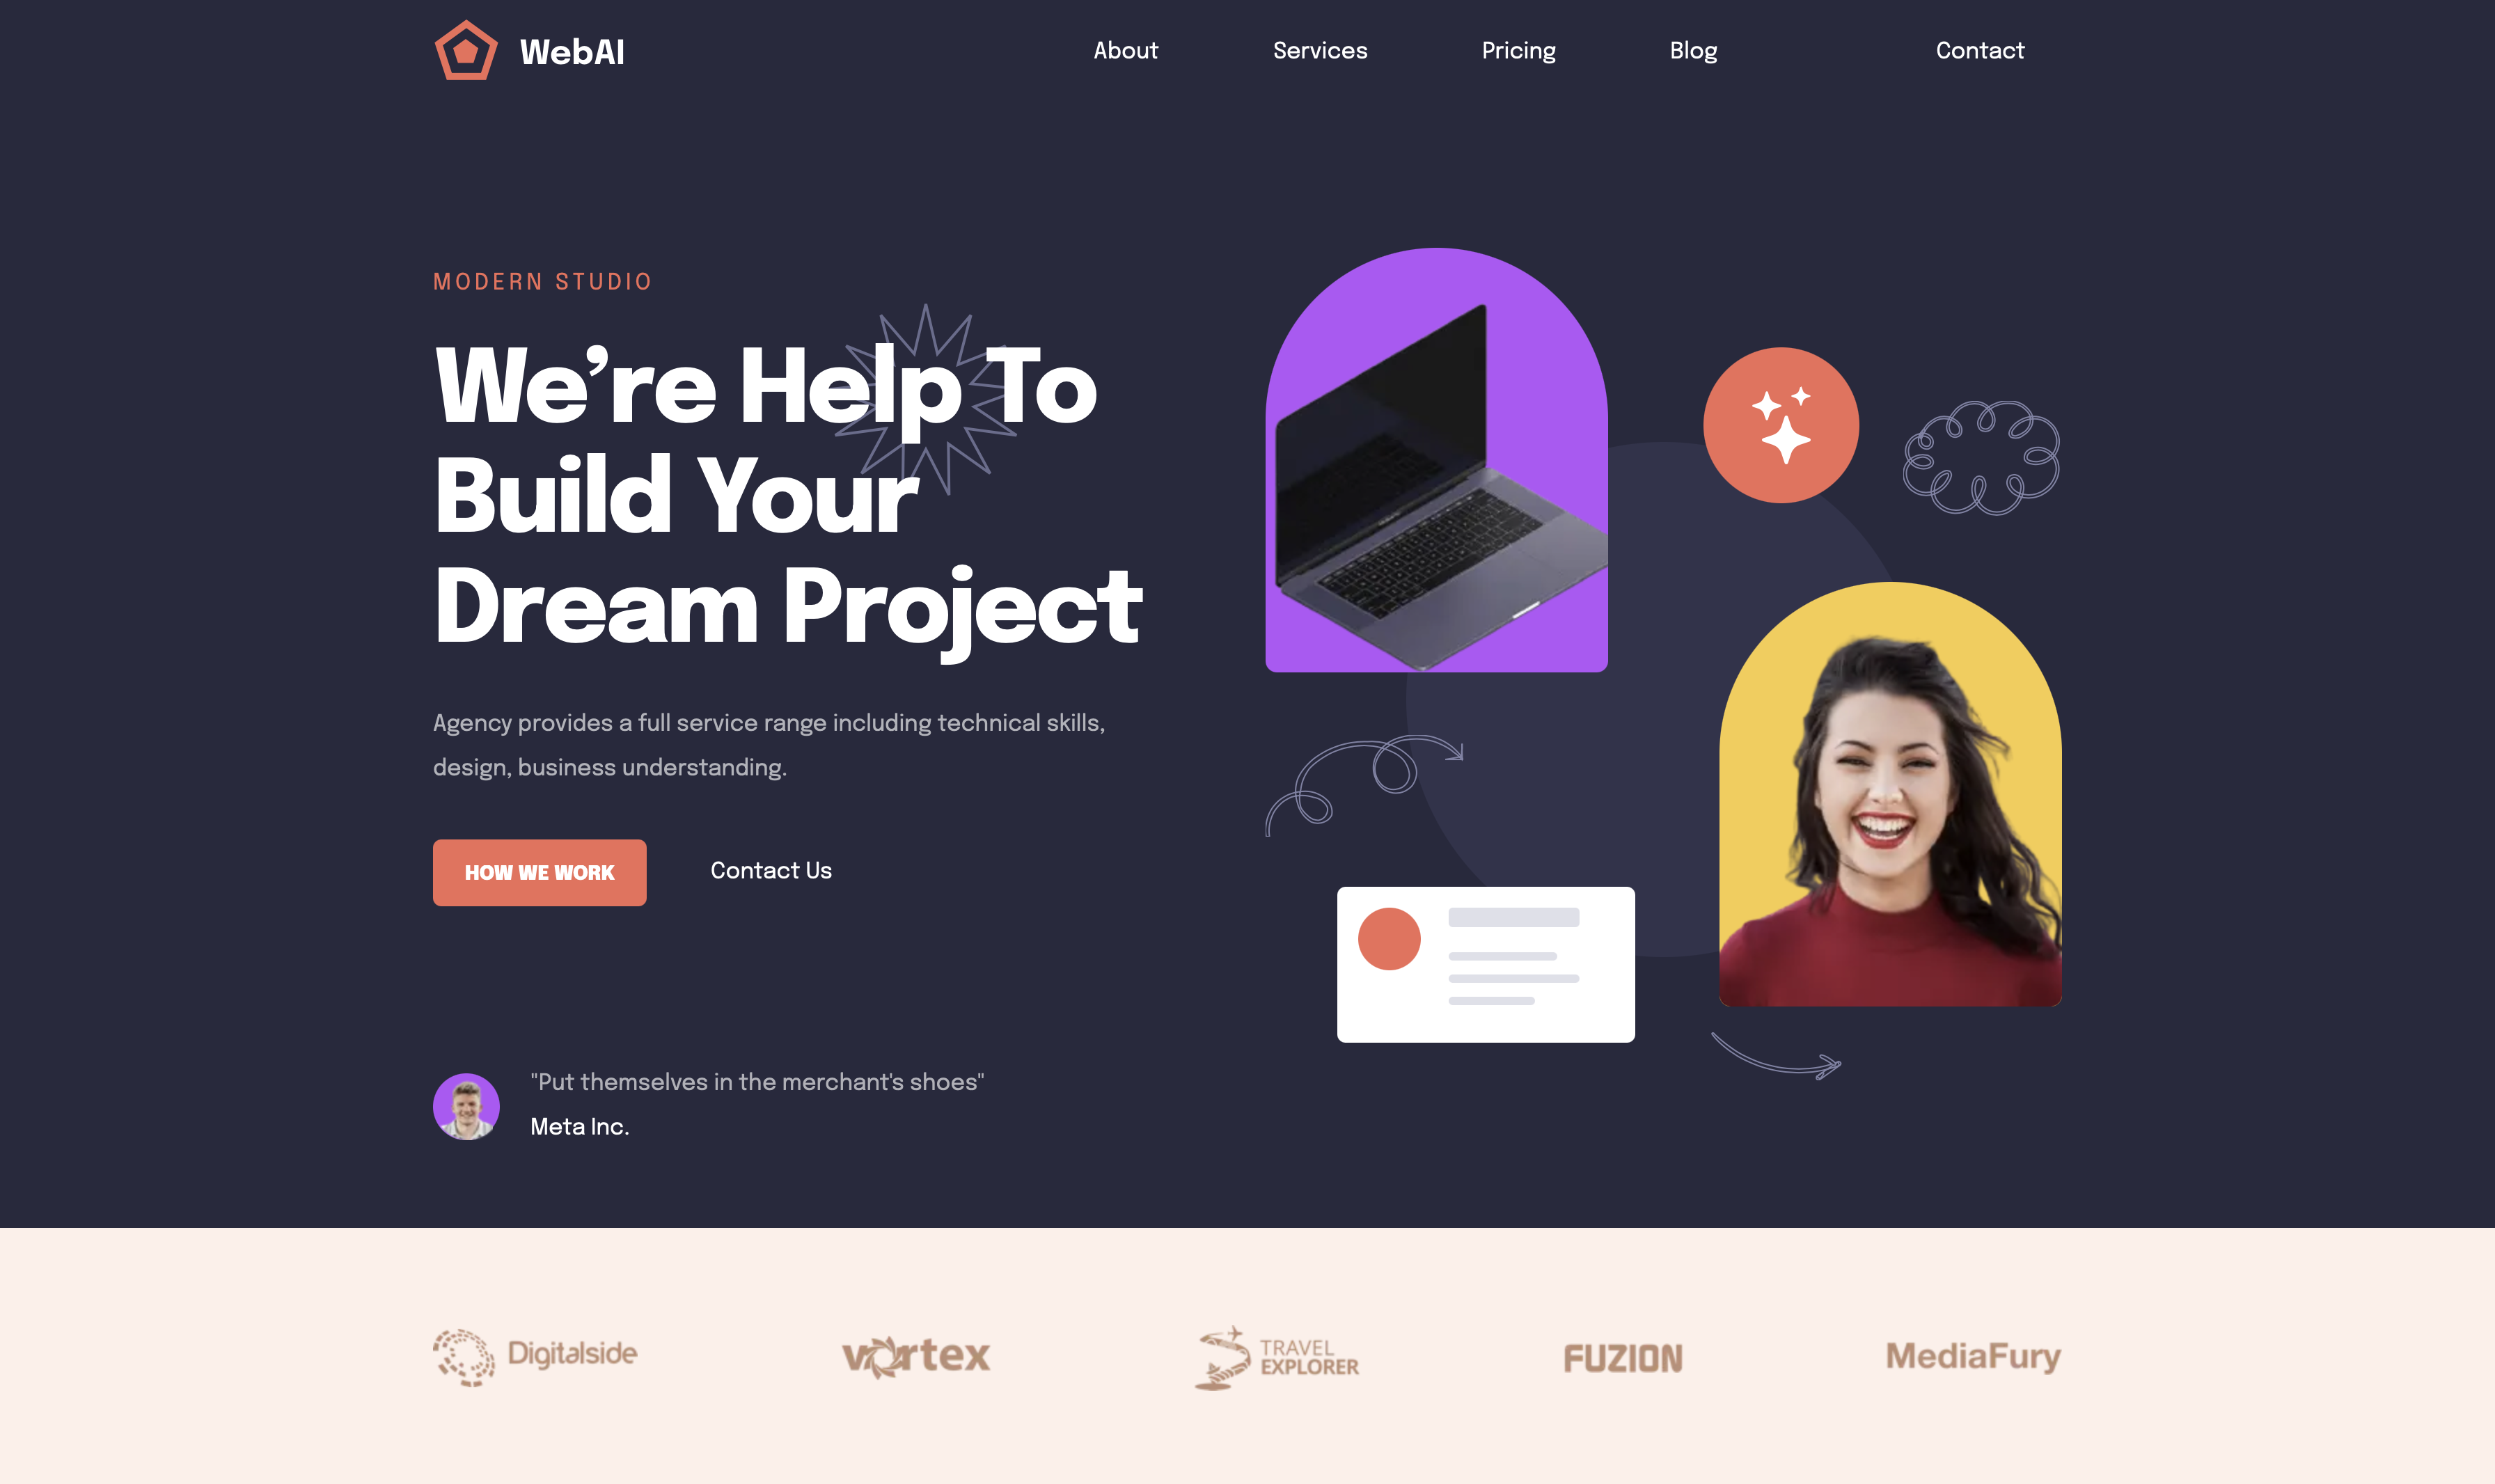 WebAI
About
Services
Pricing
Blog
Contact
MODERN STUDIO
We’re Help To
Build Your
Dream Project
Agency provides a full service range including technical skills,
design, business understanding.
HOW WE WORK
Contact Us
"Put themselves in the merchant's shoes"
Meta Inc.
Digitalside
vortex
TRAVEL
EXPLORER
FUZION
MediaFury